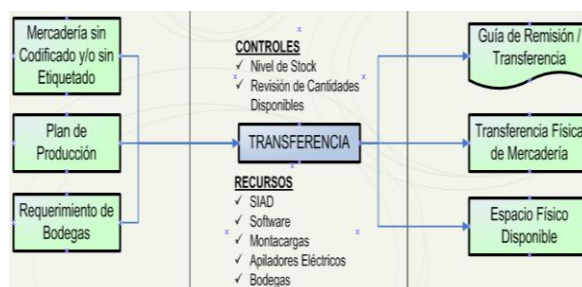 Mercadería sin
Codificado y/o sin
Etiquetado
Plan de
Producción
Requerimiento de
Bodegas
CONTROLES
✓ Nivel de Stock
✓ Revisión de Cantidades
Disponibles
TRANSFERENCIA
RECURSOS
✓ SIAD
✓ Software
✓ Montacargas
✓ Apiladores Eléctricos
✓ Bodegas
Guía de Remisión /
Transferencia
Transferencia Física
de Mercadería
Espacio Físico
Disponible